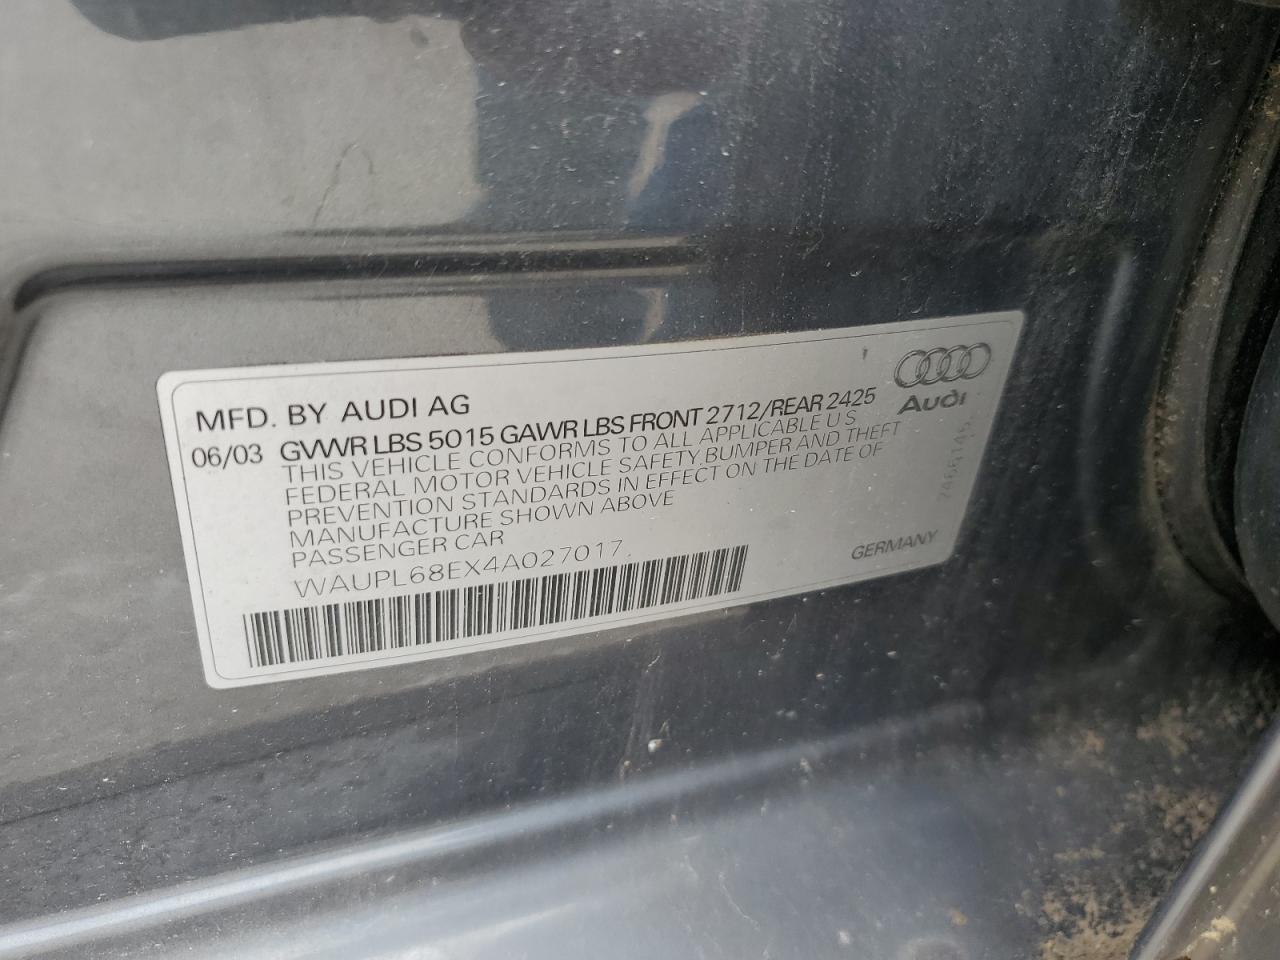 MFD. BY AUDI AG
06/03 GVWR LBS 5015 GAWR LBS FRONT 2712/REAR 2425
THIS VEHICLE CONFORMS TO ALL APPLICABLE U S
FEDERAL MOTOR VEHICLE SAFETY,BUMPER AND THEFT
PREVENTION STANDARDS IN EFFECT ON THE DATE OF
MANUFACTURE SHOWN ABOVE
PASSENGER CAR
WAUPL68EX4A027017
Audi
GERMANY